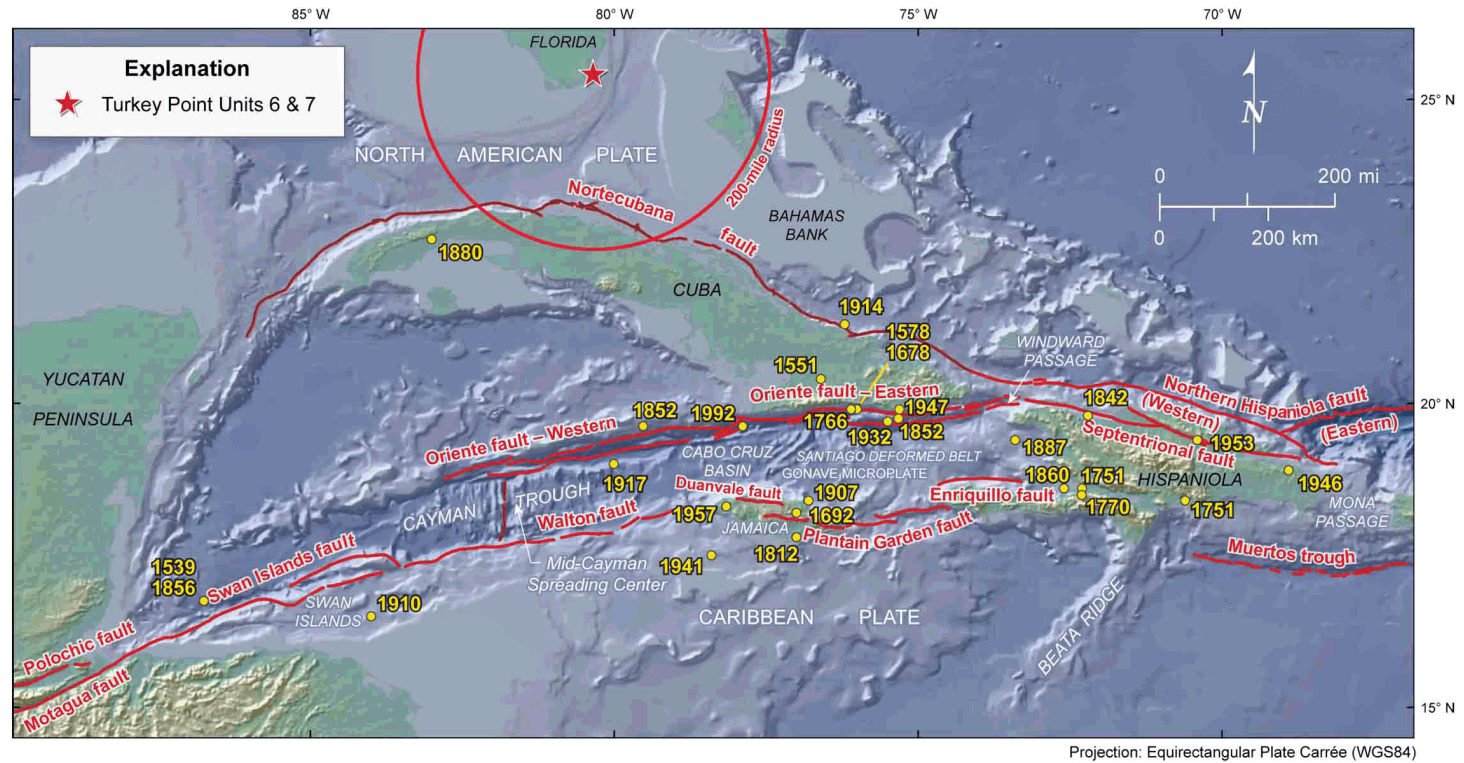 85° W
80° W
75° W
70° W
Explanation
Turkey Point Units 6 & 7
FLORIDA
N
25° N
NORTH AMERICAN PLATE
200-mile radius
0 200 mi
0 200 km
Nortecubana
fault
BAHAMAS
BANK
1880
CUBA
1914
1578
1678
WINDWARD
PASSAGE
YUCATAN
PENINSULA
1551
Oriente fault – Eastern
Northern Hispaniola fault
(Western)
(Eastern)
20° N
1842
1852
1992
1766
1947
1932
1852
Oriente fault – Western
Septentrional fault
1953
1887
CABO CRUZ
BASIN
SANTIAGO DEFORMED BELT
GONAVE MICROPLATE
1917
1860
1751
HISPANIOLA
1946
Duanvale fault
1907
Enriquillo fault
1770
1751
MONA
PASSAGE
CAYMAN TROUGH
Walton fault
1957
1692
JAMAICA
Plantain Garden fault
1812
1941
Muertos trough
Mid-Cayman
Spreading Center
1539
1856
Swan Islands fault
SWAN
ISLANDS
1910
CARIBBEAN PLATE
BEATA RIDGE
Polochic fault
Motagua fault
15° N
Projection: Equirectangular Plate Carrée (WGS84)